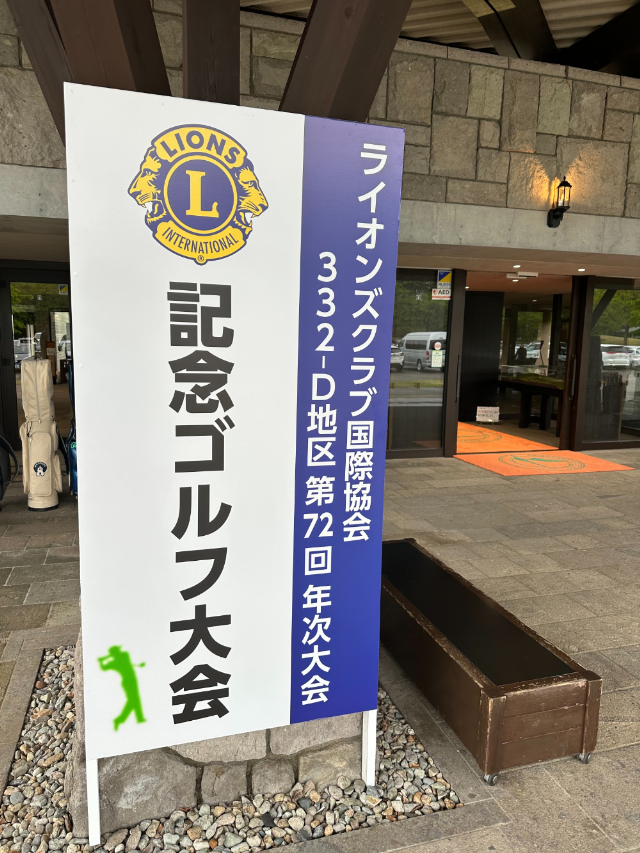 LIONS
L
INTERNATIONAL
®
ライオンズクラブ国際協会
332-D地区 第72回 年次大会
記念ゴルフ大会
AED